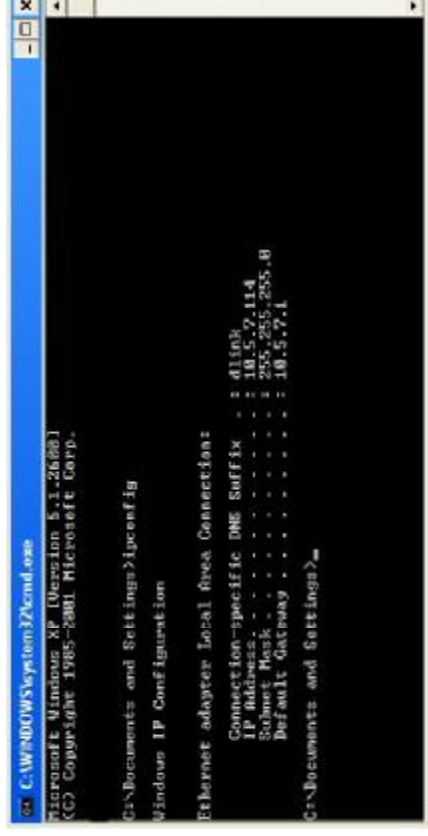 C:\WINDOWS\system32\cmd.exe
Microsoft Windows XP [Version 5.1.2600]
(C) Copyright 1985-2001 Microsoft Corp.
C:\Documents and Settings>ipconfig
Windows IP Configuration
Ethernet adapter Local Area Connection:
Connection-specific DNS Suffix . : dlink
IP Address. . . . . . . . . . . . : 10.5.7.114
Subnet Mask . . . . . . . . . . . : 255.255.255.0
Default Gateway . . . . . . . . . : 10.5.7.1
C:\Documents and Settings>_